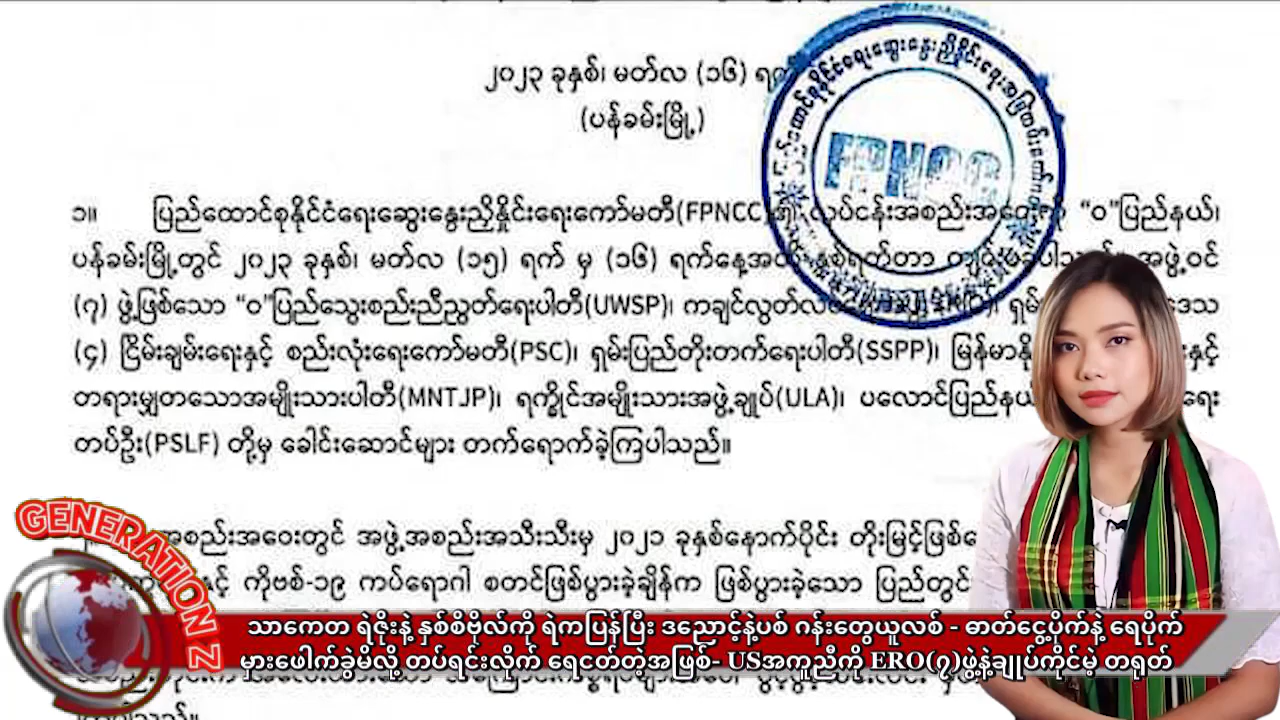 ၂၀၂၃ ခုနှစ်၊ မတ်လ (၁၆) ရက်
(ပန်ခမ်းမြို့)
၁။ ပြည်ထောင်စုနိုင်ငံရေးဆွေးနွေးညှိနှိုင်းရေးကော်မတီ(FPNCC)၏ လုပ်ငန်းအစည်းအဝေးကို “ဝ”ပြည်နယ်၊
ပန်ခမ်းမြို့တွင် ၂၀၂၃ ခုနှစ်၊ မတ်လ (၁၅) ရက် မှ (၁၆) ရက်နေ့အထိ နှစ်ရက်တာ အဖွဲ့ဝင်
(၇) ဖွဲ့ဖြစ်သော “ဝ”ပြည်သွေးစည်းညီညွတ်ရေးပါတီ(UWSP)၊ ကချင်လွတ်လပ်ရေး ရှမ်း ဒေသ
(၄) ငြိမ်းချမ်းရေးနှင့် စည်းလုံးရေးကော်မတီ(PSC)၊ ရှမ်းပြည်တိုးတက်ရေးပါတီ(SSPP)၊ မြန်မာ
တရားမျှတသောအမျိုးသားပါတီ(MNTJP)၊ ရက္ခိုင်အမျိုးသားအဖွဲ့ချုပ်(ULA)၊ ပလောင်ပြည်နယ် ရေး
တပ်ဦး(PSLF) တို့မှ ခေါင်းဆောင်များ တက်ရောက်ခဲ့ကြပါသည်။
FPNCC
အစည်းအဝေးတွင် အဖွဲ့အစည်းအသီးသီးမှ ၂၀၂၁ ခုနှစ်နောက်ပိုင်း
ကိုဗစ်-၁၉ ကပ်ရောဂါ စတင်ဖြစ်ပွားခဲ့ချိန်က ဖြစ်ပွားခဲ့သော ပြည်တွင်း
GENERATION Z
သာကေတ ရဲဇိုးနဲ့ နှစ်စီဗိုလ်ကို ရဲကပြန်ပြီး ဒညောင့်နဲ့ပစ် ဂန်းတွေယူလစ် - ဓာတ်ငွေ့ပိုက်နဲ့ ရေပိုက်
မှားဖေါက်ခွဲမိလို့ တပ်ရင်းလိုက် ရေငတ်တဲ့အဖြစ်- USအကူညီကို ERO(၇)ဖွဲ့နဲ့ချုပ်ကိုင်မဲ့ တရုတ်